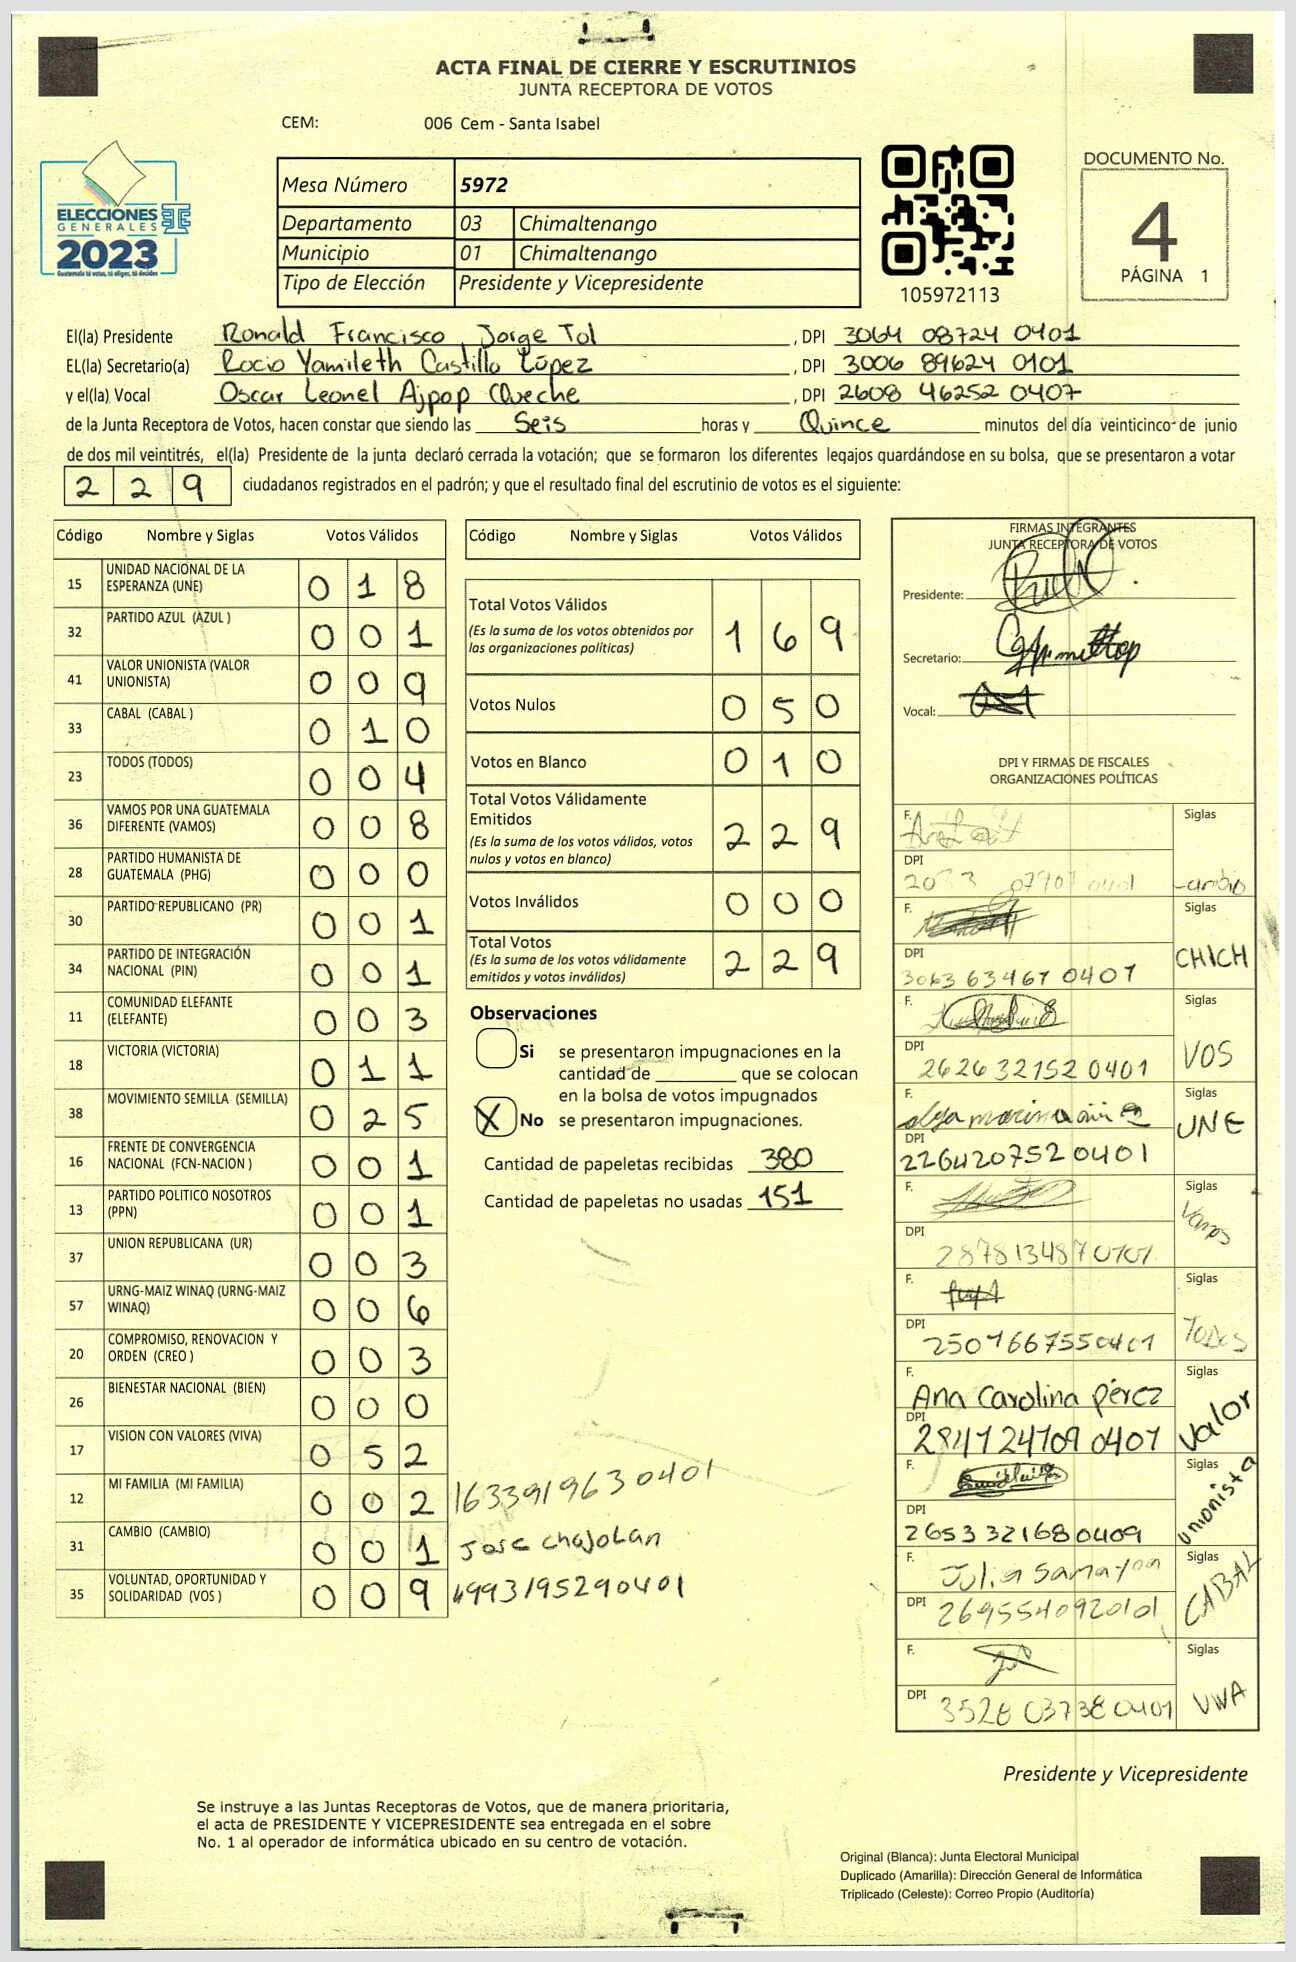 ACTA FINAL DE CIERRE Y ESCRUTINIOS
JUNTA RECEPTORA DE VOTOS
CEM: 006 Cem - Santa Isabel
ELECCIONES
GENERALES
2023
Guatemala tú votas, tú eliges, tú decides
Mesa Número 5972
Departamento 03 Chimaltenango
Municipio 01 Chimaltenango
Tipo de Elección Presidente y Vicepresidente
105972113
DOCUMENTO No.
4
PÁGINA 1
El(la) Presidente Ronald Francisco Jorge Tol, DPI 3064 08724 0401
EL(la) Secretario(a) Rocio Yamileth Castillo López, DPI 3006 89624 0101
y el(la) Vocal Oscar Leonel Ajpop Queche, DPI 2608 46252 0407
de la Junta Receptora de Votos, hacen constar que siendo las Seis horas y Quince minutos del día veinticinco de junio
de dos mil veintitrés, el(la) Presidente de la junta declaró cerrada la votación; que se formaron los diferentes legajos guardándose en su bolsa, que se presentaron a votar
2 2 9 ciudadanos registrados en el padrón; y que el resultado final del escrutinio de votos es el siguiente:
Código Nombre y Siglas Votos Válidos
15 UNIDAD NACIONAL DE LA ESPERANZA (UNE) 0 1 8
32 PARTIDO AZUL (AZUL ) 0 0 1
41 VALOR UNIONISTA (VALOR UNIONISTA) 0 0 9
33 CABAL (CABAL ) 0 1 0
23 TODOS (TODOS) 0 0 4
36 VAMOS POR UNA GUATEMALA DIFERENTE (VAMOS) 0 0 8
28 PARTIDO HUMANISTA DE GUATEMALA (PHG) 0 0 0
30 PARTIDO REPUBLICANO (PR) 0 0 1
34 PARTIDO DE INTEGRACIÓN NACIONAL (PIN) 0 0 1
11 COMUNIDAD ELEFANTE (ELEFANTE) 0 0 3
18 VICTORIA (VICTORIA) 0 1 1
38 MOVIMIENTO SEMILLA (SEMILLA) 0 2 5
16 FRENTE DE CONVERGENCIA NACIONAL (FCN-NACION ) 0 0 1
13 PARTIDO POLITICO NOSOTROS (PPN) 0 0 1
37 UNION REPUBLICANA (UR) 0 0 3
57 URNG-MAIZ WINAQ (URNG-MAIZ WINAQ) 0 0 6
20 COMPROMISO, RENOVACION Y ORDEN (CREO ) 0 0 3
26 BIENESTAR NACIONAL (BIEN) 0 0 0
17 VISION CON VALORES (VIVA) 0 5 2
12 MI FAMILIA (MI FAMILIA) 0 0 2
31 CAMBIO (CAMBIO) 0 0 1
35 VOLUNTAD, OPORTUNIDAD Y SOLIDARIDAD (VOS ) 0 0 9
1633919630401
Jose Chajolan
4993195290401
Código Nombre y Siglas Votos Válidos
Total Votos Válidos 1 6 9
(Es la suma de los votos obtenidos por
las organizaciones políticas)
Votos Nulos 0 5 0
Votos en Blanco 0 1 0
Total Votos Válidamente
Emitidos 2 2 9
(Es la suma de los votos válidos, votos
nulos y votos en blanco)
Votos Inválidos 0 0 0
Total Votos 2 2 9
(Es la suma de los votos válidamente
emitidos y votos inválidos)
Observaciones
Si se presentaron impugnaciones en la
cantidad de ________ que se colocan
en la bolsa de votos impugnados
X No se presentaron impugnaciones.
Cantidad de papeletas recibidas 380
Cantidad de papeletas no usadas 151
FIRMAS INTEGRANTES
JUNTA RECEPTORA DE VOTOS
Presidente:
Secretario:
Vocal:
DPI Y FIRMAS DE FISCALES
ORGANIZACIONES POLÍTICAS
F. Siglas
DPI
Cambio
F. Siglas
DPI CHICH
3063 63467 0407
F. Siglas
DPI VOS
2626 32152 0401
F. Siglas
DPI UNE
226420752 0401
F. Siglas
DPI Vamos
287813487 0101
F. Siglas
DPI TODOS
2507667550401
F. Siglas
Ana Carolina Pérez
DPI Valor unionista
284724709 0407
F. Siglas
DPI
265332168 0409
F. Siglas
Julia Samayoa
DPI CABAL
2695540920101
F. Siglas
DPI VIVA
3528 03738 0401
Presidente y Vicepresidente
Se instruye a las Juntas Receptoras de Votos, que de manera prioritaria,
el acta de PRESIDENTE Y VICEPRESIDENTE sea entregada en el sobre
No. 1 al operador de informática ubicado en su centro de votación.
Original (Blanca): Junta Electoral Municipal
Duplicado (Amarilla): Dirección General de Informática
Triplicado (Celeste): Correo Propio (Auditoría)